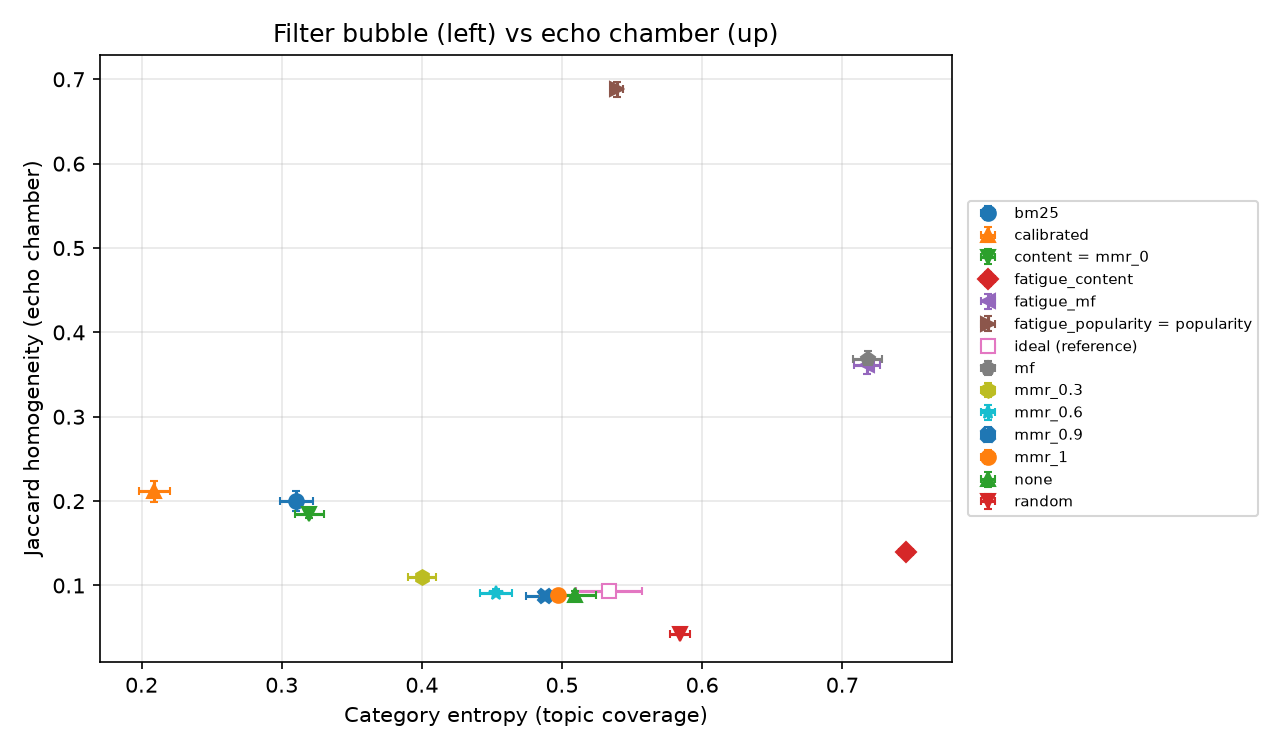 Filter bubble (left) vs echo chamber (up)
Jaccard homogeneity (echo chamber)
0.7
0.6
0.5
0.4
0.3
0.2
0.1
0.2
0.3
0.4
0.5
0.6
0.7
Category entropy (topic coverage)
bm25
calibrated
content = mmr_0
fatigue_content
fatigue_mf
fatigue_popularity = popularity
ideal (reference)
mf
mmr_0.3
mmr_0.6
mmr_0.9
mmr_1
none
random